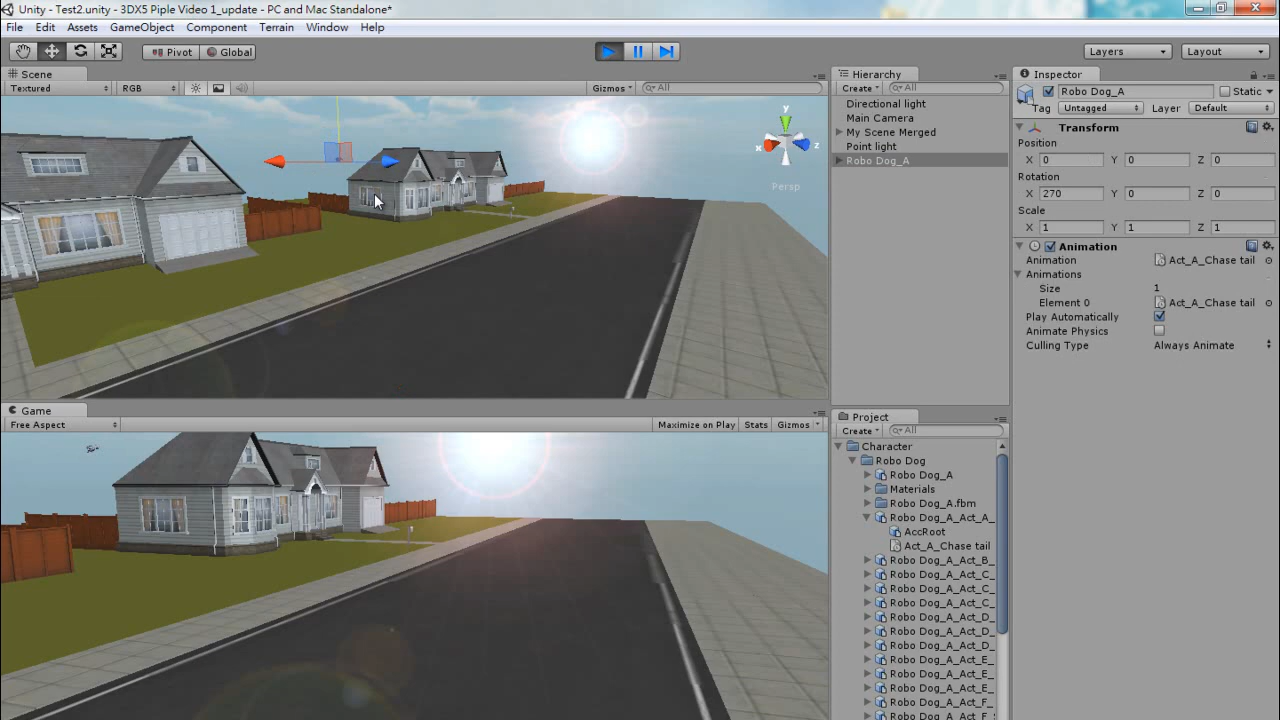 Unity - Test2.unity - 3DX5 Piple Video 1_update - PC and Mac Standalone*
File Edit Assets GameObject Component Terrain Window Help
Pivot Global Layers Layout
Scene
Textured RGB Gizmos All
y
x
z
Persp
Game
Free Aspect Maximize on Play Stats Gizmos
Hierarchy
Create All
Directional light
Main Camera
My Scene Merged
Point light
Robo Dog_A
Project
Create All
Character
Robo Dog
Robo Dog_A
Materials
Robo Dog_A.fbm
Robo Dog_A_Act_A_
AccRoot
Act_A_Chase tail
Robo Dog_A_Act_B_
Robo Dog_A_Act_C_
Robo Dog_A_Act_C_
Robo Dog_A_Act_C_
Robo Dog_A_Act_D_
Robo Dog_A_Act_D_
Robo Dog_A_Act_D_
Robo Dog_A_Act_E_
Robo Dog_A_Act_E_
Robo Dog_A_Act_E_
Robo Dog_A_Act_F_
Robo Dog_A_Act_F_
Inspector
Robo Dog_A Static
Tag Untagged Layer Default
Transform
Position
X 0 Y 0 Z 0
Rotation
X 270 Y 0 Z 0
Scale
X 1 Y 1 Z 1
Animation
Animation Act_A_Chase tail
Animations
Size 1
Element 0 Act_A_Chase tail
Play Automatically
Animate Physics
Culling Type Always Animate